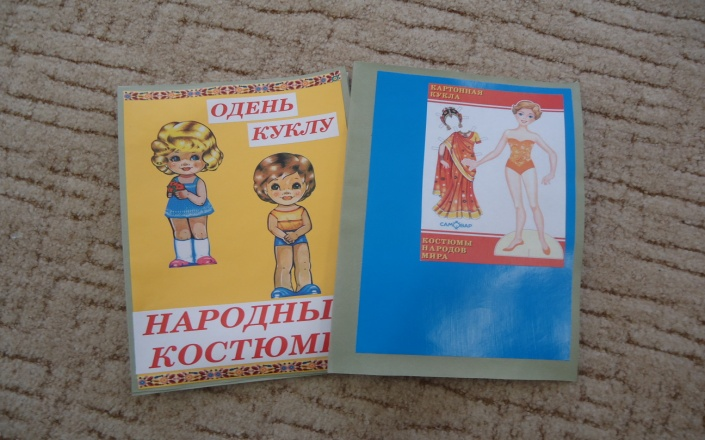 ОДЕНЬ
КУКЛУ
НАРОДНЫ
КОСТЮМ
КАРТОННАЯ
КУКЛА
КОСТЮМЫ
НАРОДОВ
МИРА